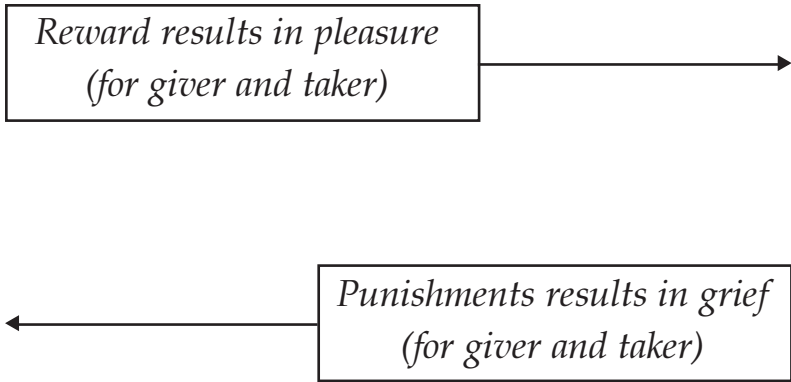 Reward results in pleasure
(for giver and taker)
Punishments results in grief
(for giver and taker)